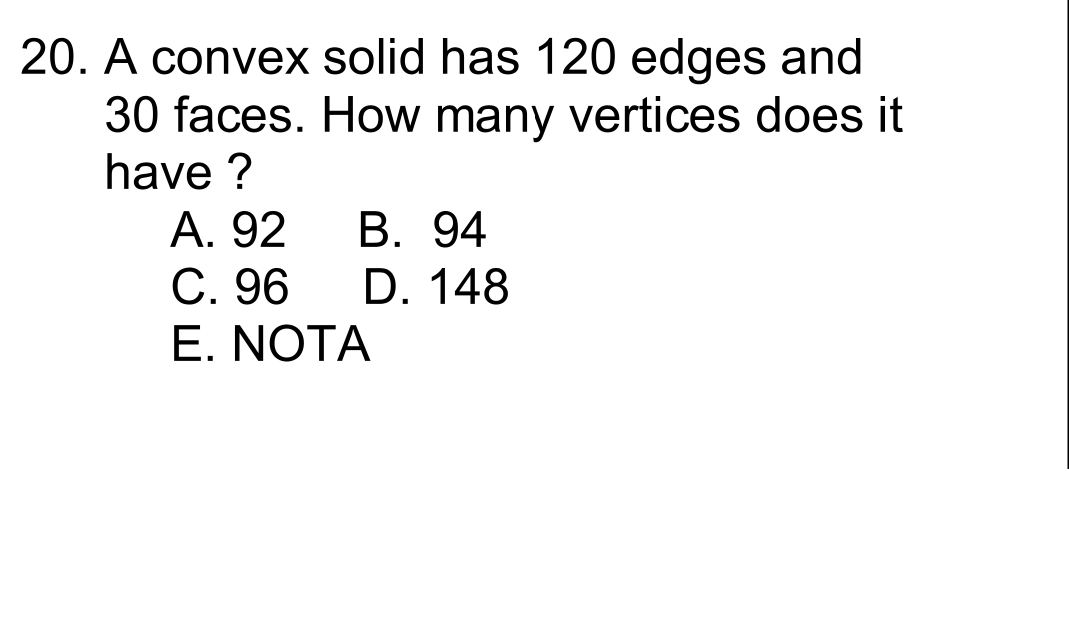 20. A convex solid has 120 edges and
30 faces. How many vertices does it
have ?
A. 92 B. 94
C. 96 D. 148
E. NOTA